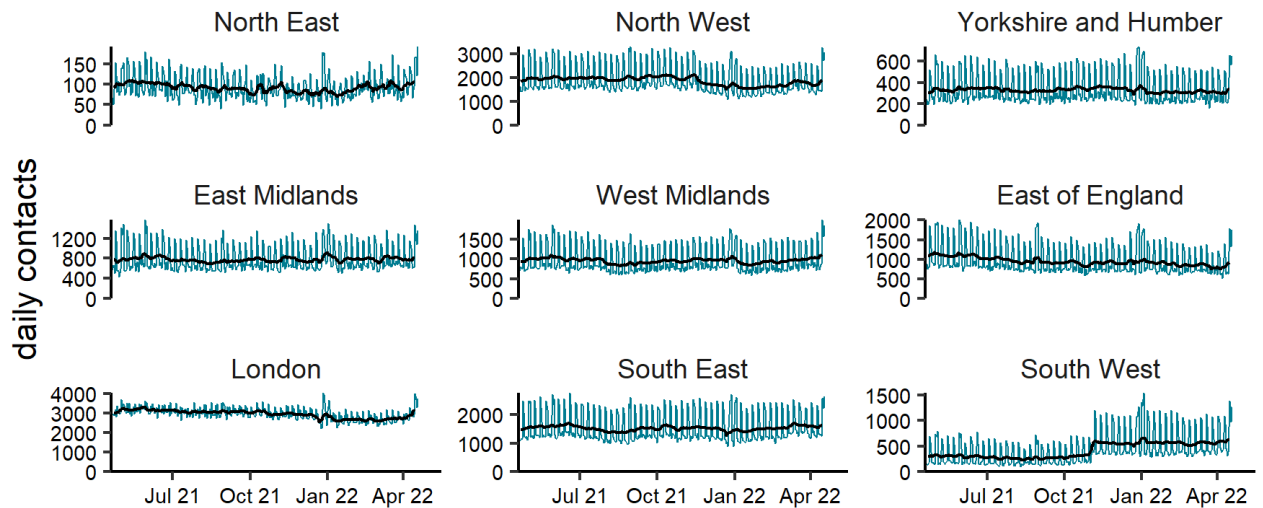 North East
North West
Yorkshire and Humber
150
100
50
0
3000
2000
1000
0
600
400
200
0
daily contacts
East Midlands
West Midlands
East of England
1200
800
400
0
1500
1000
500
0
2000
1500
1000
500
0
London
South East
South West
4000
3000
2000
1000
0
2000
1000
0
1500
1000
500
0
Jul 21 Oct 21 Jan 22 Apr 22
Jul 21 Oct 21 Jan 22 Apr 22
Jul 21 Oct 21 Jan 22 Apr 22